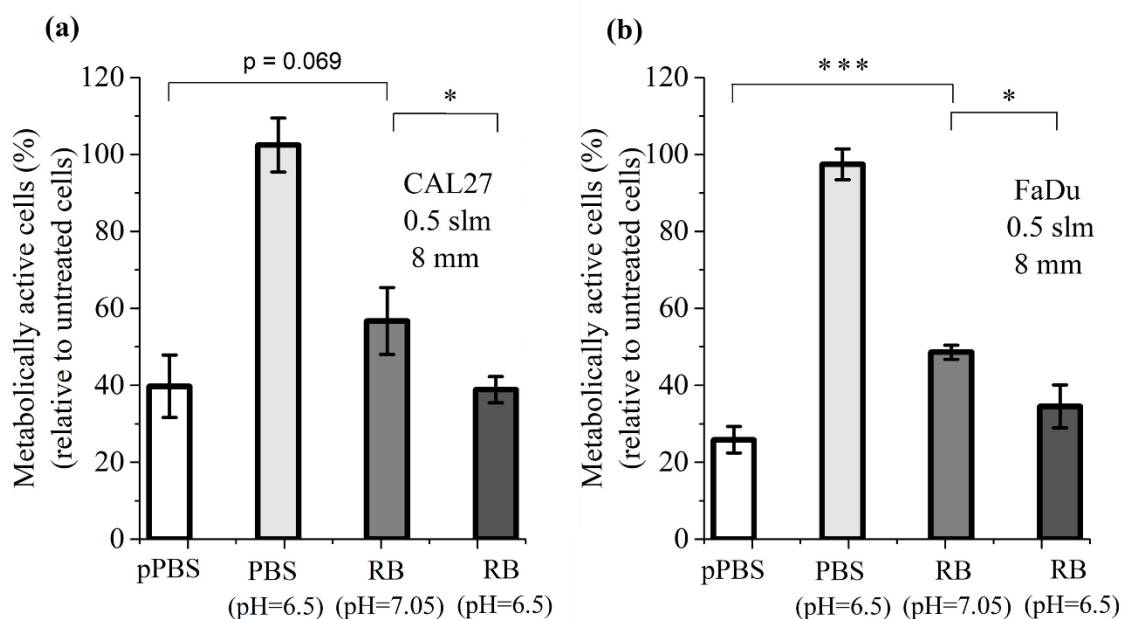 (a)
p = 0.069
*
120
100
80
60
40
20
0
Metabolically active cells (%)
(relative to untreated cells)
CAL27
0.5 slm
8 mm
pPBS
PBS
(pH=6.5)
RB
(pH=7.05)
RB
(pH=6.5)
(b)
***
*
120
100
80
60
40
20
0
Metabolically active cells (%)
(relative to untreated cells)
FaDu
0.5 slm
8 mm
pPBS
PBS
(pH=6.5)
RB
(pH=7.05)
RB
(pH=6.5)